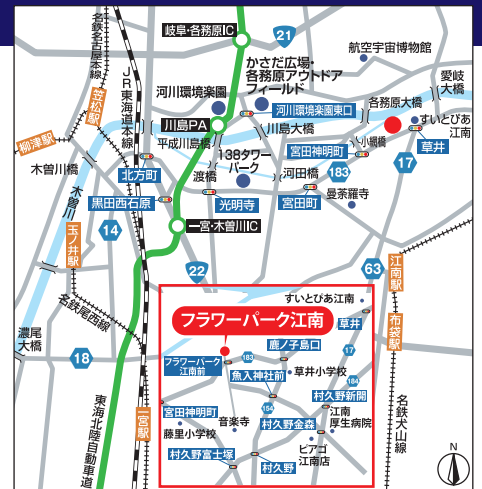 岐阜・各務原IC
21
名鉄名古屋本線
JR東海道本線
笠松駅
かさだ広場・
各務原アウトドア
フィールド
航空宇宙博物館
愛岐
大橋
河川環境楽園
河川環境楽園東口
各務原大橋
川島PA
川島大橋
すいとぴあ
江南
柳津駅
平成川島橋
小網橋
草井
宮田神明町
138タワー
パーク
183
17
木曽川橋
北方町
渡橋
河田橋
木曽川
黒田西石原
光明寺
宮田町
曼荼羅寺
玉ノ井駅
14
一宮・木曽川IC
22
63
江南駅
名鉄尾西線
すいとぴあ江南
フラワーパーク江南
草井
布袋駅
濃尾
大橋
鹿ノ子島口
17
18
フラワーパーク
江南前
183
草井小学校
魚入神社前
184
村久野新開
宮田神明町
154
一宮駅
音楽寺
村久野金森
江南
厚生病院
藤里小学校
ピアゴ
江南店
村久野富士塚
村久野
東海北陸自動車道
名鉄犬山線
N